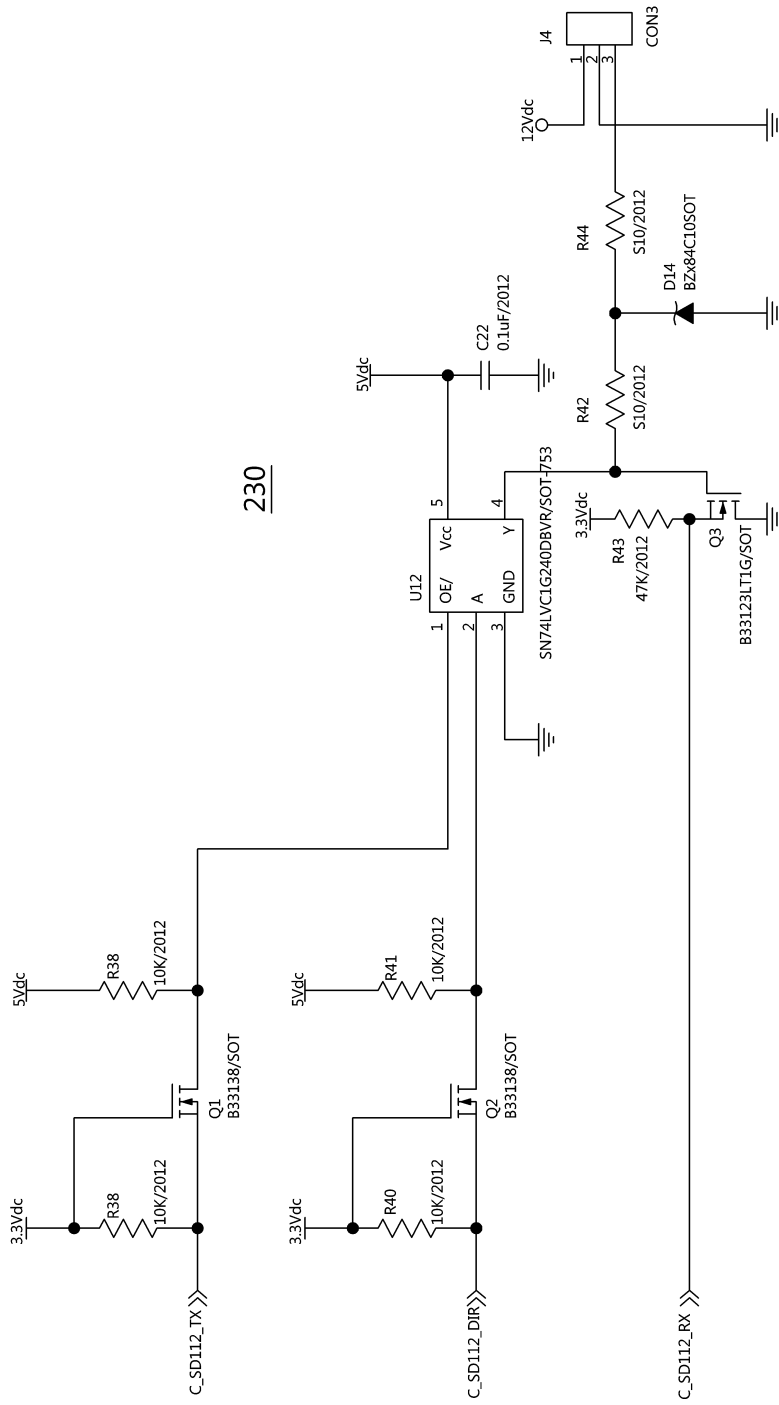 230
C_SD112_TX
3.3Vdc
R38
10K/2012
Q1
B33138/SOT
5Vdc
R38
10K/2012
C_SD112_DIR
3.3Vdc
R40
10K/2012
Q2
B33138/SOT
5Vdc
R41
10K/2012
U12
1
OE/
2
A
3
GND
Vcc
5
Y
4
SN74LVC1G240DBVR/SOT-753
5Vdc
C22
0.1uF/2012
C_SD112_RX
3.3Vdc
R43
47K/2012
Q3
B33123LT1G/SOT
R42
S10/2012
D14
BZx84C10SOT
R44
S10/2012
12Vdc
J4
1
2
3
CON3